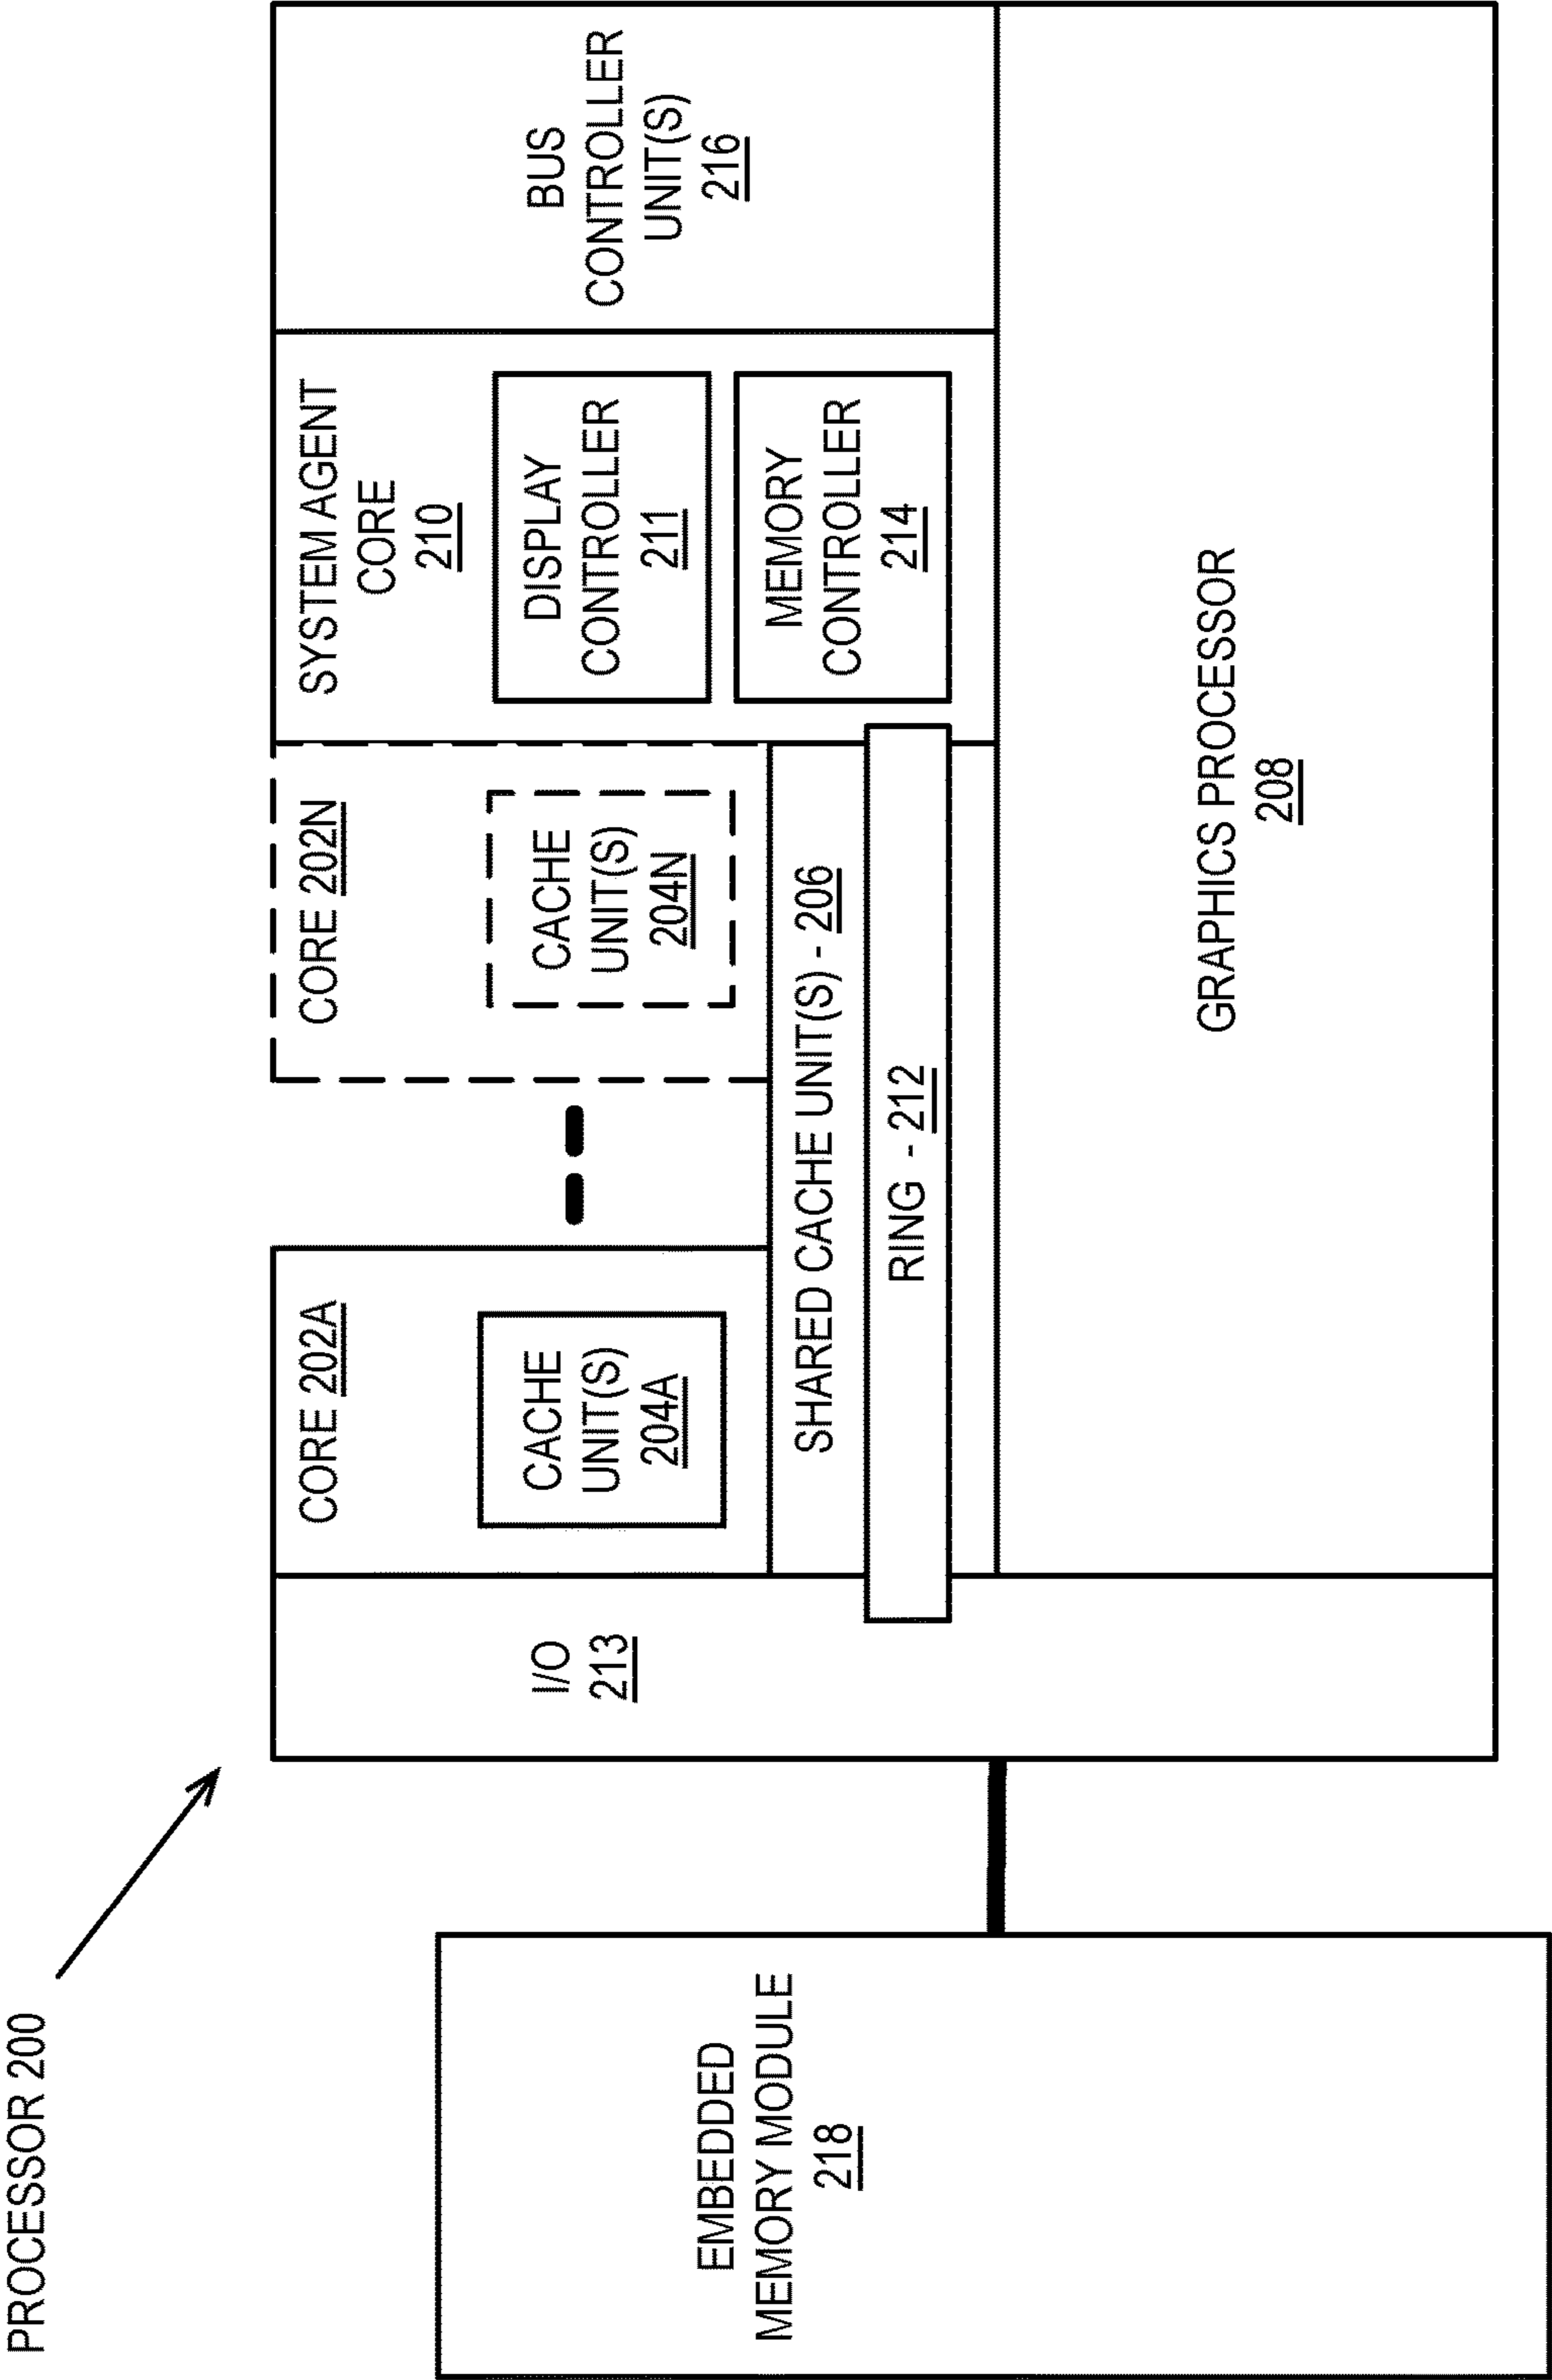 PROCESSOR 200
EMBEDDED
MEMORY MODULE
218
I/O
213
CORE 202A
CACHE
UNIT(S)
204A
CORE 202N
CACHE
UNIT(S)
204N
SHARED CACHE UNIT(S) - 206
RING - 212
SYSTEM AGENT
CORE
210
DISPLAY
CONTROLLER
211
MEMORY
CONTROLLER
214
BUS
CONTROLLER
UNIT(S)
216
GRAPHICS PROCESSOR
208